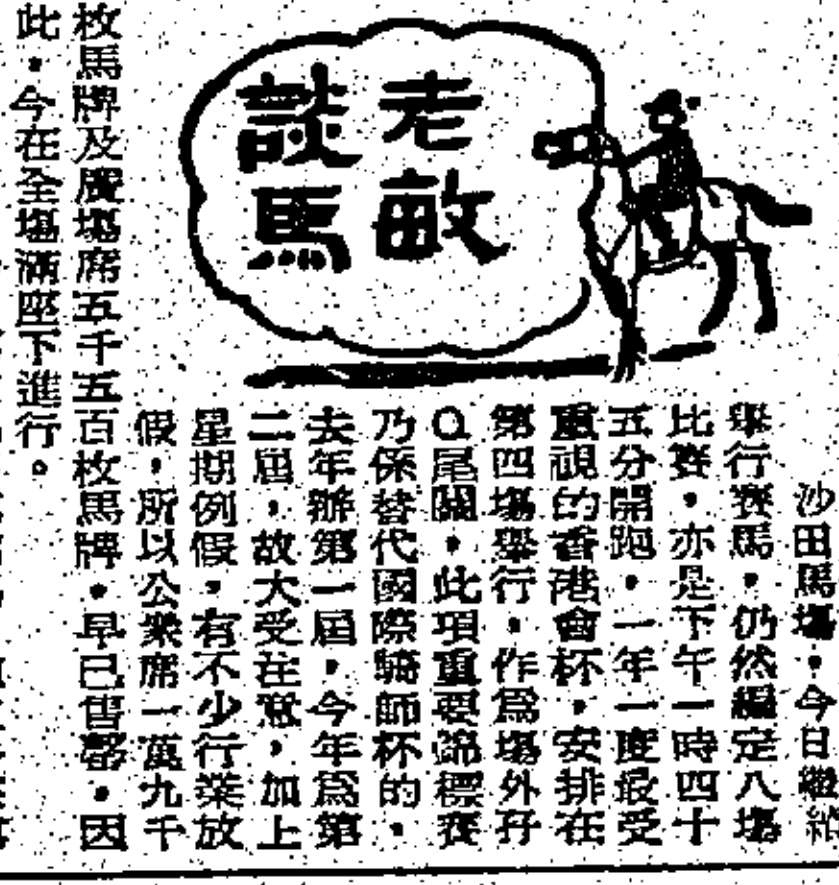 老敏
談馬
沙田馬場，今日繼續
舉行賽馬，仍然編定八場
比賽，亦是下午一時四十
五分開跑。一年一度最受
重視的香港會杯，安排在
第四場舉行，作爲場外孖
Q尾關，此項重要錦標賽
乃係替代國際騎師杯的，
去年辦第一屆，今年爲第
二屆，故大受注意，加上
星期例假，有不少行業放
假，所以公衆席一萬九千
枚馬牌及廣場席五千五百枚馬牌，早已售罄，因
此，今在全場滿座下進行。